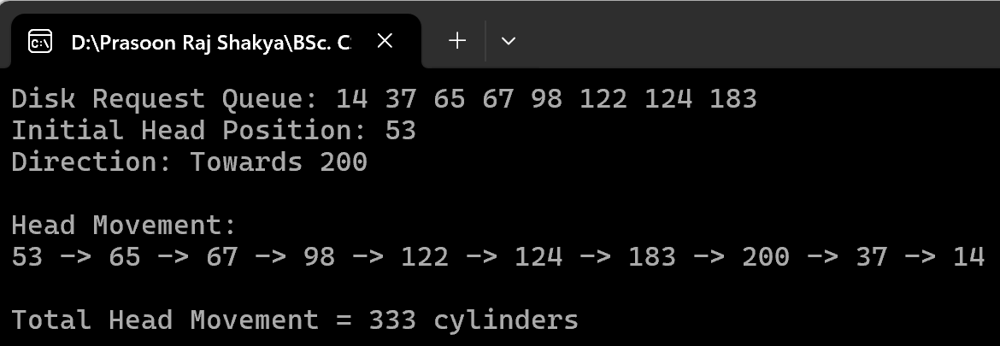 D:\Prasoon Raj Shakya\BSc. C
Disk Request Queue: 14 37 65 67 98 122 124 183
Initial Head Position: 53
Direction: Towards 200
Head Movement:
53 -> 65 -> 67 -> 98 -> 122 -> 124 -> 183 -> 200 -> 37 -> 14
Total Head Movement = 333 cylinders